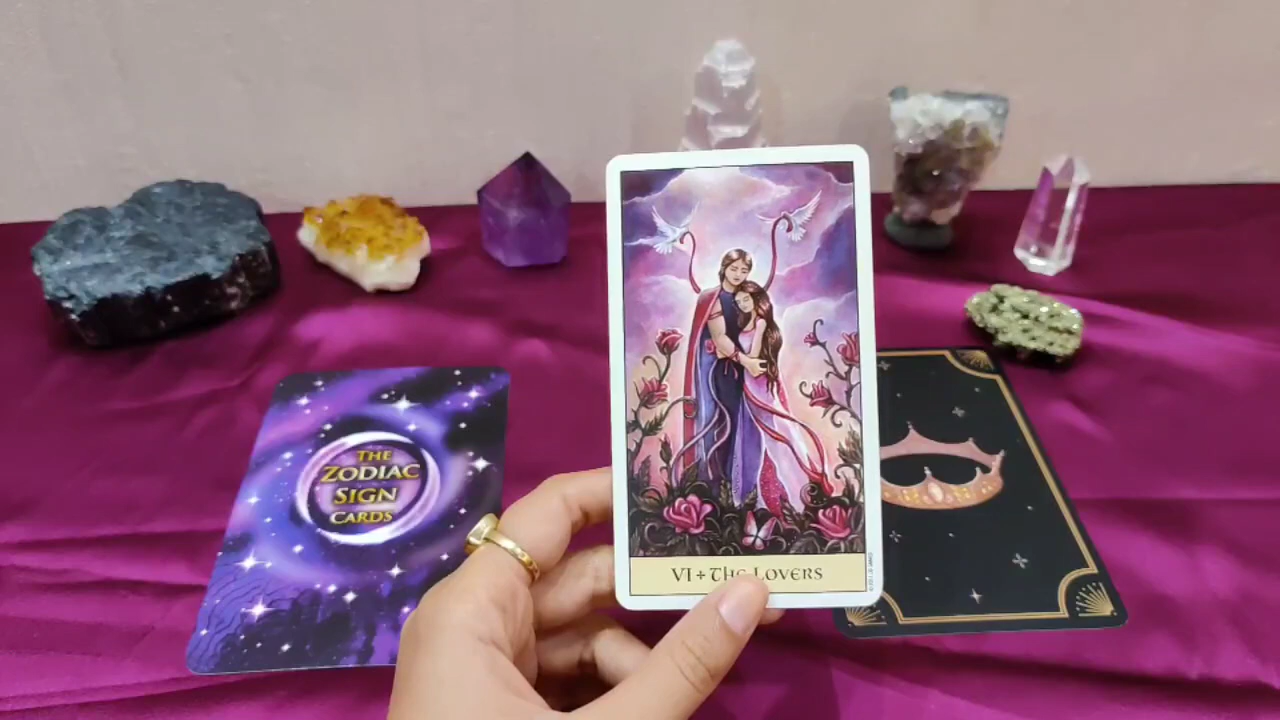 THE
ZODIAC
SIGN
CARDS
VI + THE LOVERS